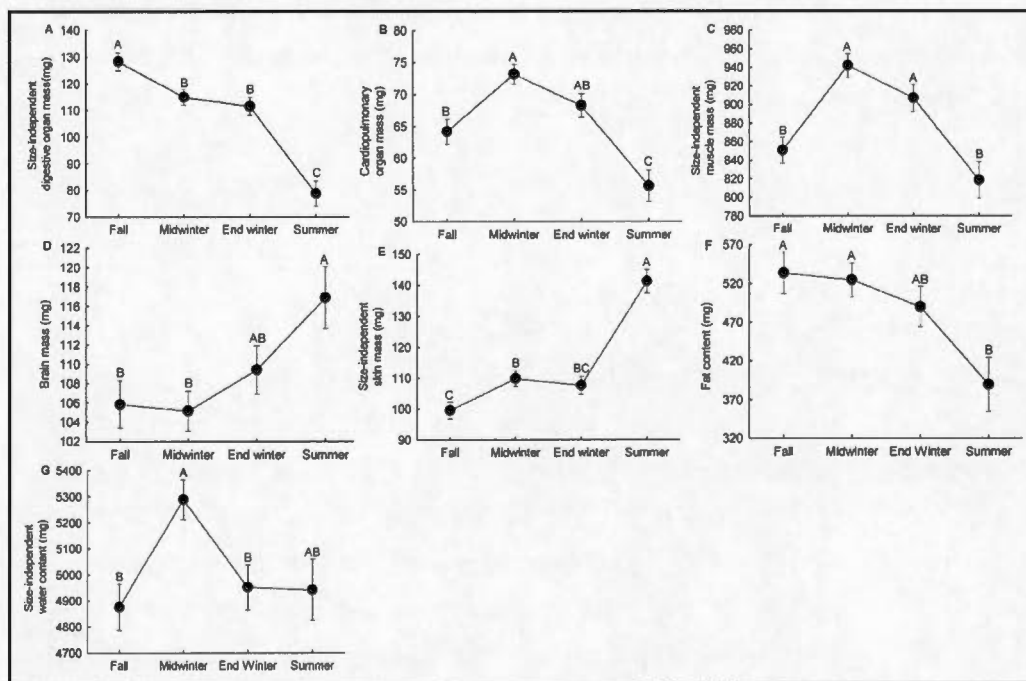 A
Size-independent
digestive organ mass(mg)
140
130
120
110
100
90
80
70
A
B
B
C
Fall
Midwinter
End winter
Summer
B
Cardiopulmonary
organ mass (mg)
80
75
70
65
60
55
50
B
A
AB
C
Fall
Midwinter
End winter
Summer
C
Size-independent
muscle mass (mg)
980
960
940
920
900
880
860
840
820
800
780
B
A
A
B
Fall
Midwinter
End winter
Summer
D
Brain mass (mg)
122
120
118
116
114
112
110
108
106
104
102
B
B
AB
A
Fall
Midwinter
End winter
Summer
E
Size-independent
skin mass (mg)
150
140
130
120
110
100
90
C
B
BC
A
Fall
Midwinter
End winter
Summer
F
Fat content (mg)
570
520
470
420
370
320
A
A
AB
B
Fall
Midwinter
End Winter
Summer
G
Size-independent
water content (mg)
5400
5300
5200
5100
5000
4900
4800
4700
B
A
B
AB
Fall
Midwinter
End Winter
Summer